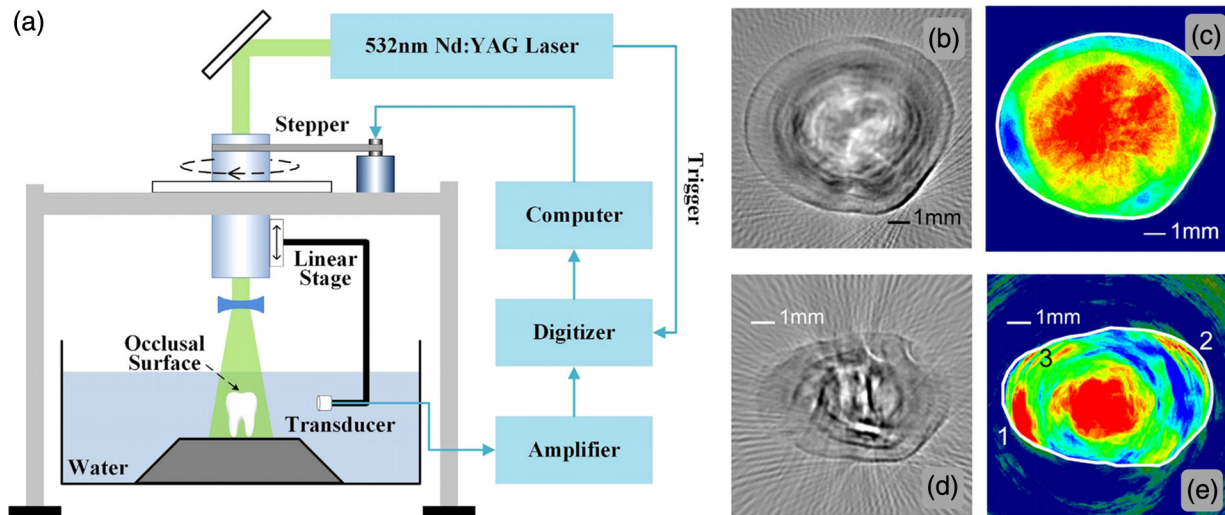 (a)
532nm Nd:YAG Laser
Stepper
Trigger
Computer
Linear
Stage
Digitizer
Occlusal
Surface
Transducer
Amplifier
Water
(b)
1mm
(c)
1mm
1mm
(d)
1mm
1
2
3
(e)